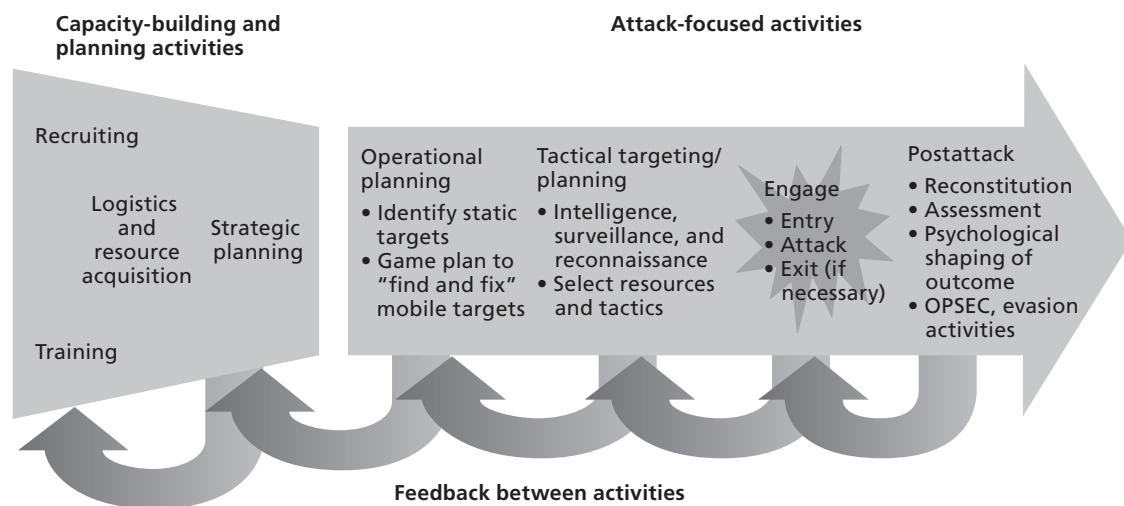 Capacity-building and
planning activities
Attack-focused activities
Recruiting
Logistics
and
resource
acquisition
Strategic
planning
Training
Operational
planning
• Identify static
targets
• Game plan to
“find and fix”
mobile targets
Tactical targeting/
planning
• Intelligence,
surveillance, and
reconnaissance
• Select resources
and tactics
Engage
• Entry
• Attack
• Exit (if
necessary)
Postattack
• Reconstitution
• Assessment
• Psychological
shaping of
outcome
• OPSEC, evasion
activities
Feedback between activities